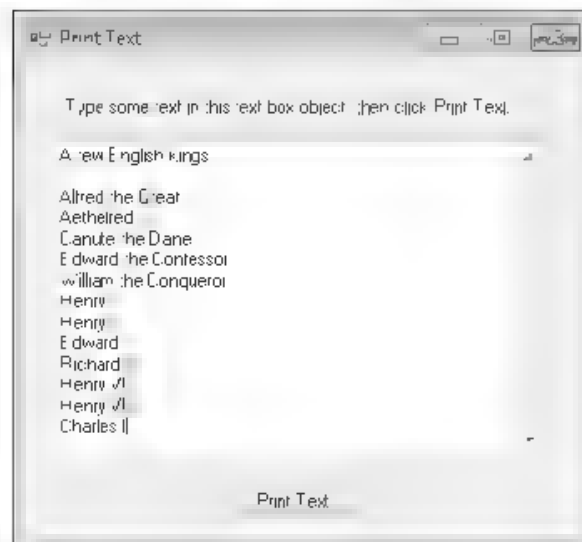 Print Text
Type some text in this text box object, then click Print Text.
A few English Kings
Alfred the Great
Aethelred
Canute the Dane
Edward the Confessor
William the Conqueror
Henry
Henry
Edward
Richard
Henry
Henry
Charles
Print Text